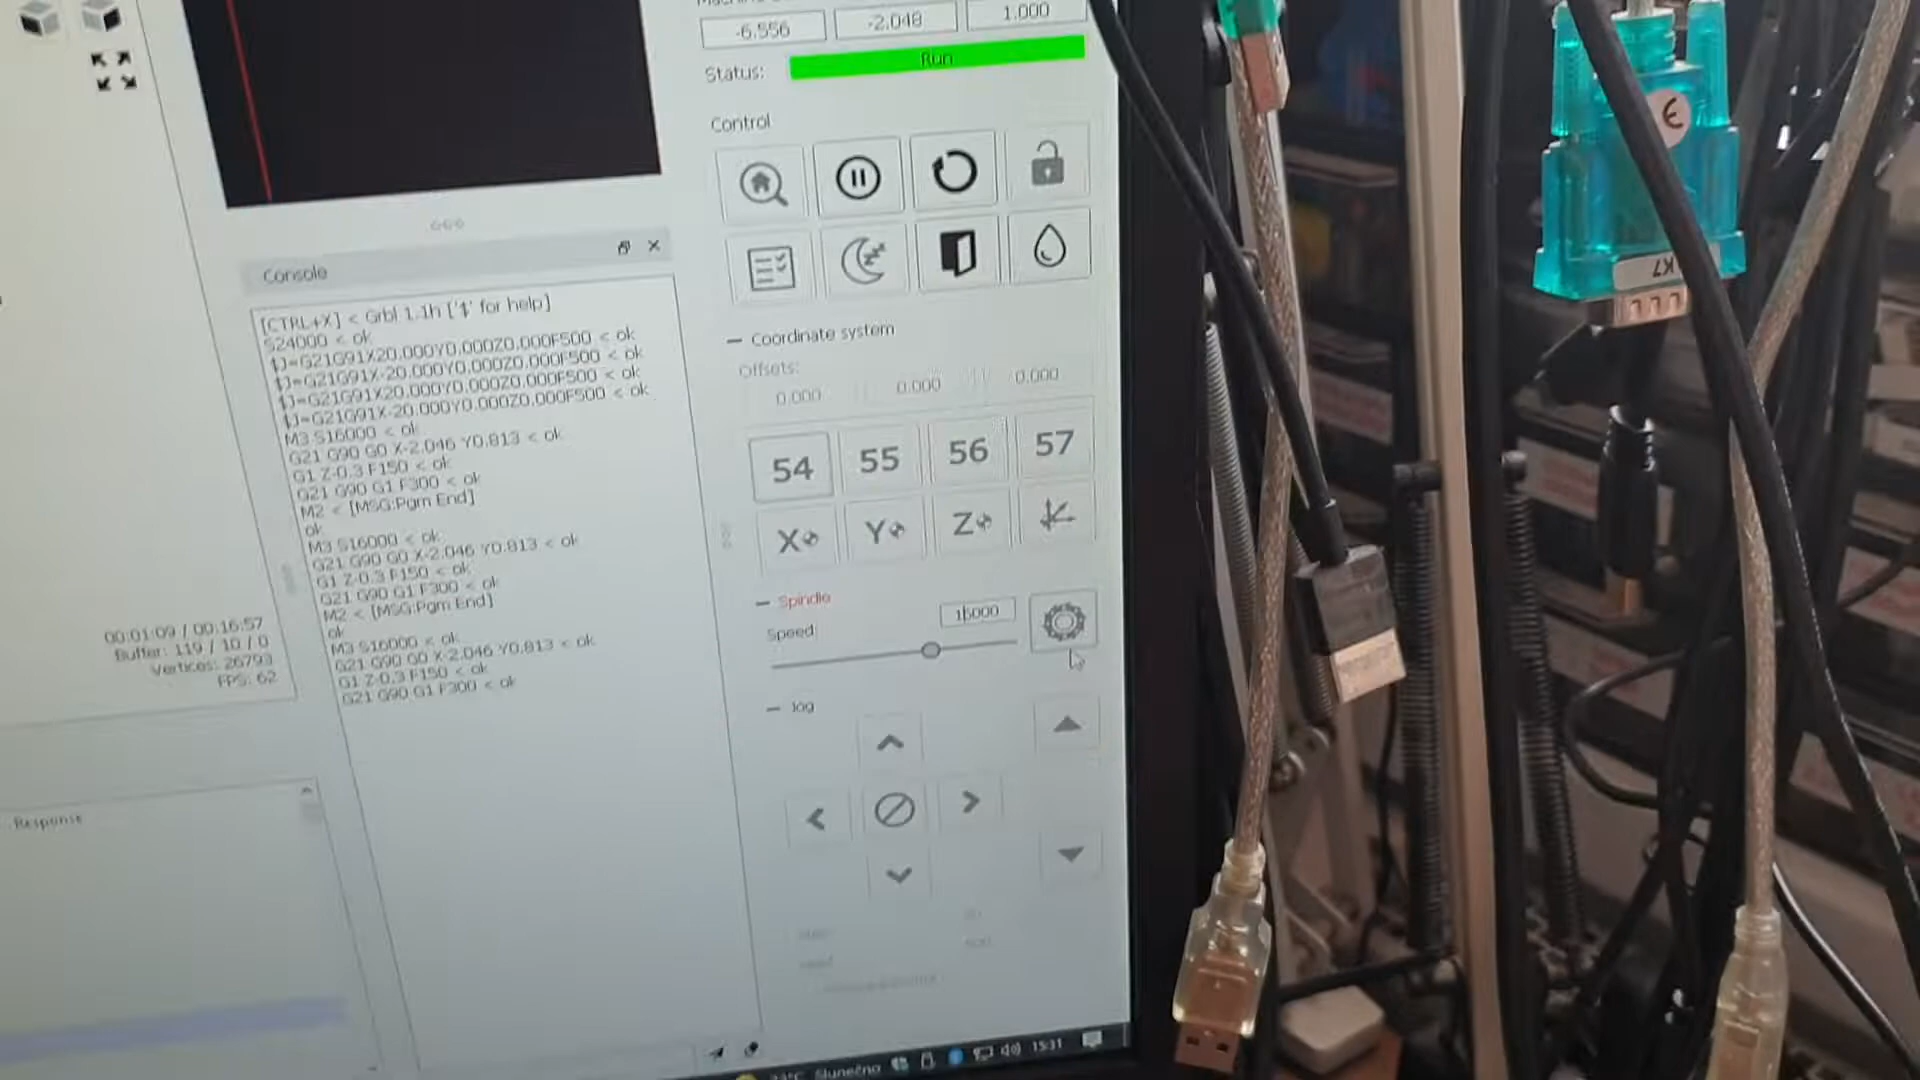 -6.556 -2.048 1.000
Status: Run
Control
Console
[CTRL+X] < Grbl 1.1h ['$' for help]
S24000 < ok
$J=G21G91X20.000Y0.000Z0.000F500 < ok
$J=G21G91X-20.000Y0.000Z0.000F500 < ok
$J=G21G91X20.000Y0.000Z0.000F500 < ok
$J=G21G91X-20.000Y0.000Z0.000F500 < ok
M3 S16000 < ok
G21 G90 G0 X-2.046 Y0.813 < ok
G1 Z-0.3 F150 < ok
G21 G90 G1 F300 < ok
M2 < [MSG:Pgm End]
ok
M3 S16000 < ok
G21 G90 G0 X-2.046 Y0.813 < ok
G1 Z-0.3 F150 < ok
G21 G90 G1 F300 < ok
M2 < [MSG:Pgm End]
ok
M3 S16000 < ok
G21 G90 G0 X-2.046 Y0.813 < ok
G1 Z-0.3 F150 < ok
G21 G90 G1 F300 < ok
Coordinate system
Offsets:
0.000 0.000 0.000
54 55 56 57
X Y Z
Spindle
Speed:
Jog
00:01:09 / 00:16:57
Buffer: 119 / 10 / 0
Vertices: 26793
FPS: 62
Response
Slunečno
15:31
K7